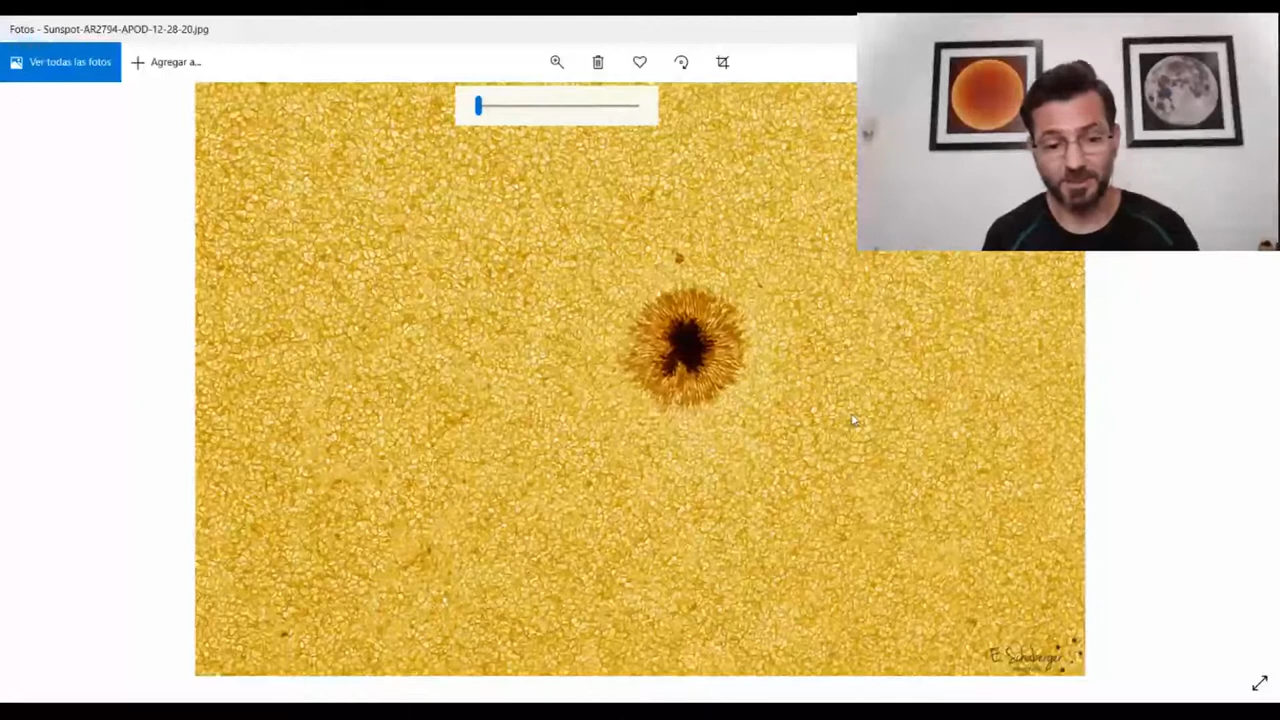 Fotos - Sunspot-AR2794-APOD-12-28-20.jpg
Ver todas las fotos
Agregar a...
E. Schaberger